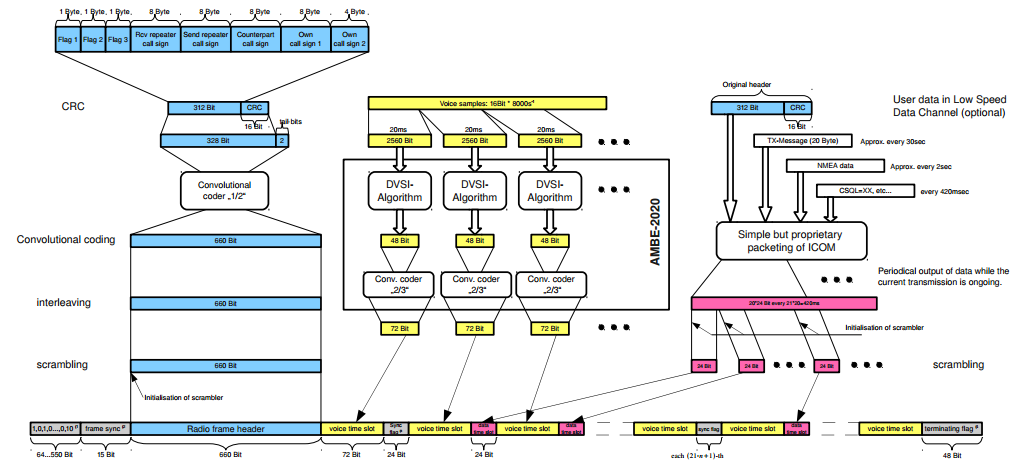 1 Byte 1 Byte 1 Byte 8 Byte 8 Byte 8 Byte 8 Byte 4 Byte
Flag 1
Flag 2
Flag 3
Rcv repeater
call sign
Send repeater
call sign
Counterpart
call sign
Own
call sign 1
Own
call sign 2
CRC
312 Bit
CRC
16 Bit
tail-bits
328 Bit
2
Convolutional
coder „1/2“
Convolutional coding
660 Bit
interleaving
660 Bit
scrambling
660 Bit
Initialisation of scrambler
Voice samples: 16Bit * 8000s
20ms
20ms
20ms
2560 Bit
2560 Bit
2560 Bit
DVSI-
Algorithm
DVSI-
Algorithm
DVSI-
Algorithm
48 Bit
48 Bit
48 Bit
Conv. coder
„2/3“
Conv. coder
„2/3“
Conv. coder
„2/3“
AMBE-2020
72 Bit
72 Bit
72 Bit
Original header
312 Bit
CRC
16 Bit
User data in Low Speed
Data Channel (optional)
TX-Message (20 Byte)
Approx. every 30sec
NMEA data
Approx. every 2sec
CSQL=XX, etc...
every 420msec
Simple but proprietary
packeting of ICOM
Periodical output of data while the
current transmission is ongoing.
20*24 Bit every 21*20=420ms
Initialisation of scrambler
24 Bit
24 Bit
24 Bit
scrambling
1,0,1,0...,0,10
frame sync
Radio frame header
voice time slot
Sync
flag
voice time slot
data
time slot
voice time slot
data
time slot
voice time slot
sync flag
voice time slot
data
time slot
voice time slot
terminating flag
64...550 Bit
15 Bit
660 Bit
72 Bit
24 Bit
24 Bit
each (21·n+1)-th
48 Bit